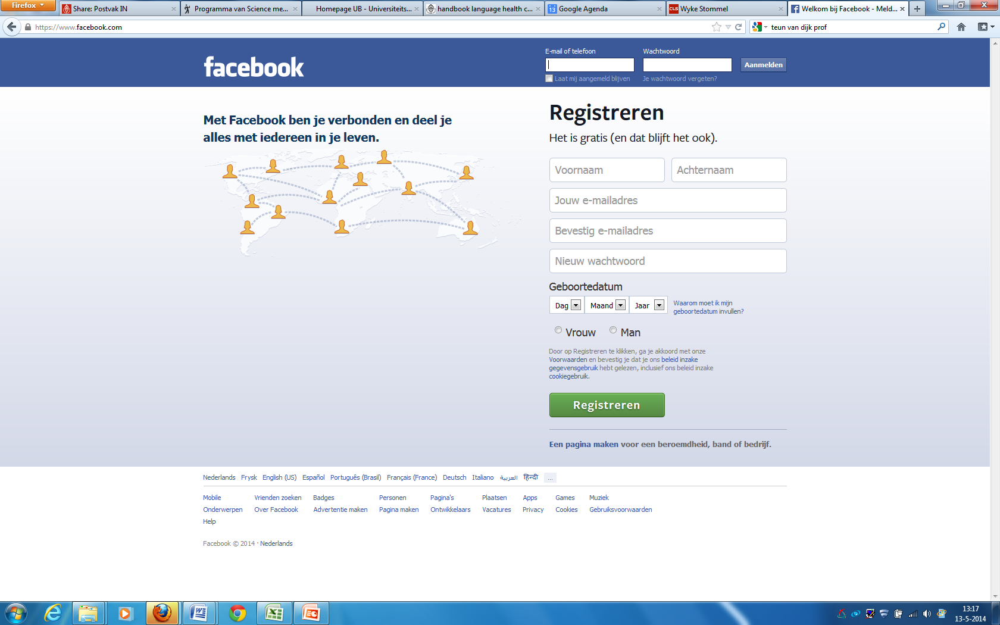 Firefox
Share: Postvak IN
Programma van Science me...
Homepage UB - Universiteits...
handbook language health c...
Google Agenda
Wyke Stommel
Welkom bij Facebook - Meld...
https://www.facebook.com
teun van dijk prof
facebook
E-mail of telefoon
Wachtwoord
Aanmelden
Laat mij aangemeld blijven
Je wachtwoord vergeten?
Met Facebook ben je verbonden en deel je
alles met iedereen in je leven.
Registreren
Het is gratis (en dat blijft het ook).
Voornaam
Achternaam
Jouw e-mailadres
Bevestig e-mailadres
Nieuw wachtwoord
Geboortedatum
Dag
Maand
Jaar
Waarom moet ik mijn
geboortedatum invullen?
Vrouw
Man
Door op Registreren te klikken, ga je akkoord met onze
Voorwaarden en bevestig je dat je ons beleid inzake
gegevensgebruik hebt gelezen, inclusief ons beleid inzake
cookiegebruik.
Registreren
Een pagina maken voor een beroemdheid, band of bedrijf.
Nederlands Frysk English (US) Español Português (Brasil) Français (France) Deutsch Italiano العربية हिन्दी ...
Mobile Vrienden zoeken Badges Personen Pagina's Plaatsen Apps Games Muziek
Onderwerpen Over Facebook Advertentie maken Pagina maken Ontwikkelaars Vacatures Privacy Cookies Gebruiksvoorwaarden
Help
Facebook © 2014 · Nederlands
13:17
13-5-2014